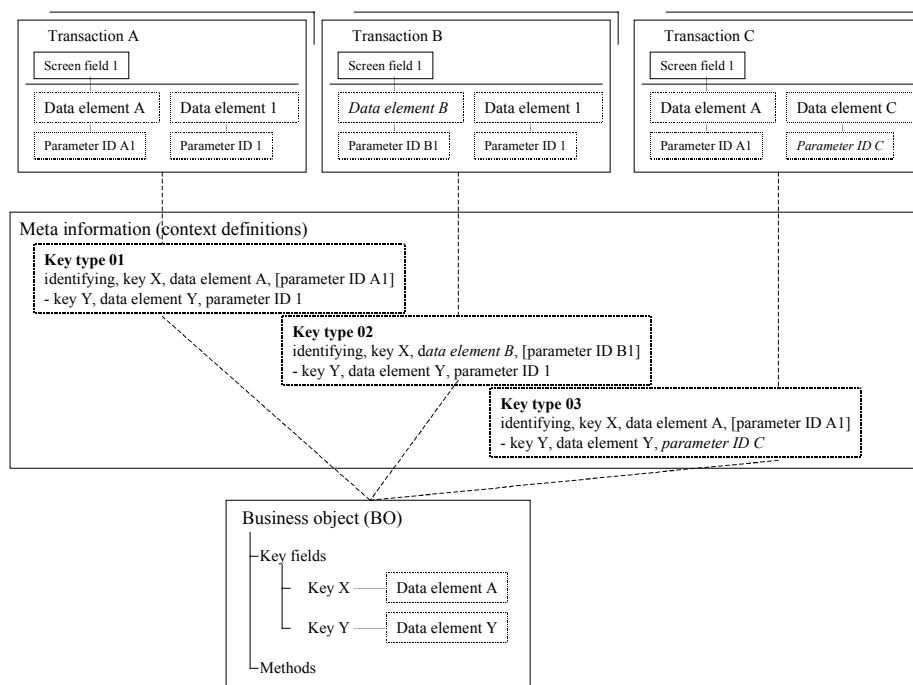 Transaction A
Screen field 1
Data element A
Data element 1
Parameter ID A1
Parameter ID 1
Transaction B
Screen field 1
Data element B
Data element 1
Parameter ID B1
Parameter ID 1
Transaction C
Screen field 1
Data element A
Data element C
Parameter ID A1
Parameter ID C
Meta information (context definitions)
Key type 01
identifying, key X, data element A, [parameter ID A1]
- key Y, data element Y, parameter ID 1
Key type 02
identifying, key X, data element B, [parameter ID B1]
- key Y, data element Y, parameter ID 1
Key type 03
identifying, key X, data element A, [parameter ID A1]
- key Y, data element Y, parameter ID C
Business object (BO)
Key fields
Key X
Data element A
Key Y
Data element Y
Methods